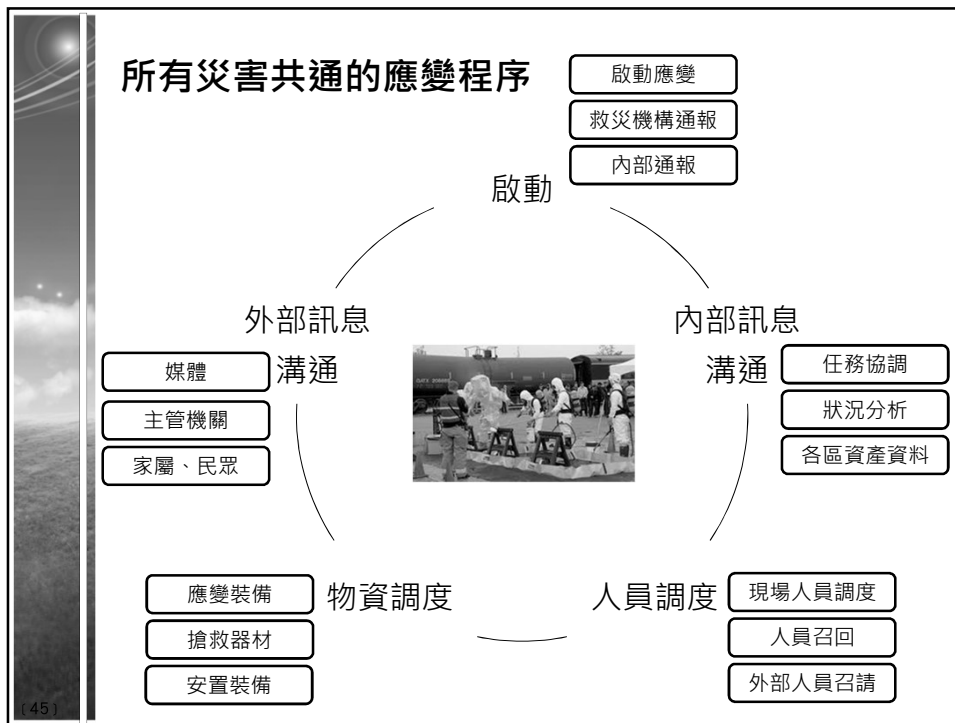 所有災害共通的應變程序
啟動應變
救災機構通報
內部通報
啟動
內部訊息
溝通
任務協調
狀況分析
各區資產資料
人員調度
現場人員調度
人員召回
外部人員召請
物資調度
應變裝備
搶救器材
安置裝備
外部訊息
溝通
媒體
主管機關
家屬、民眾
[45]